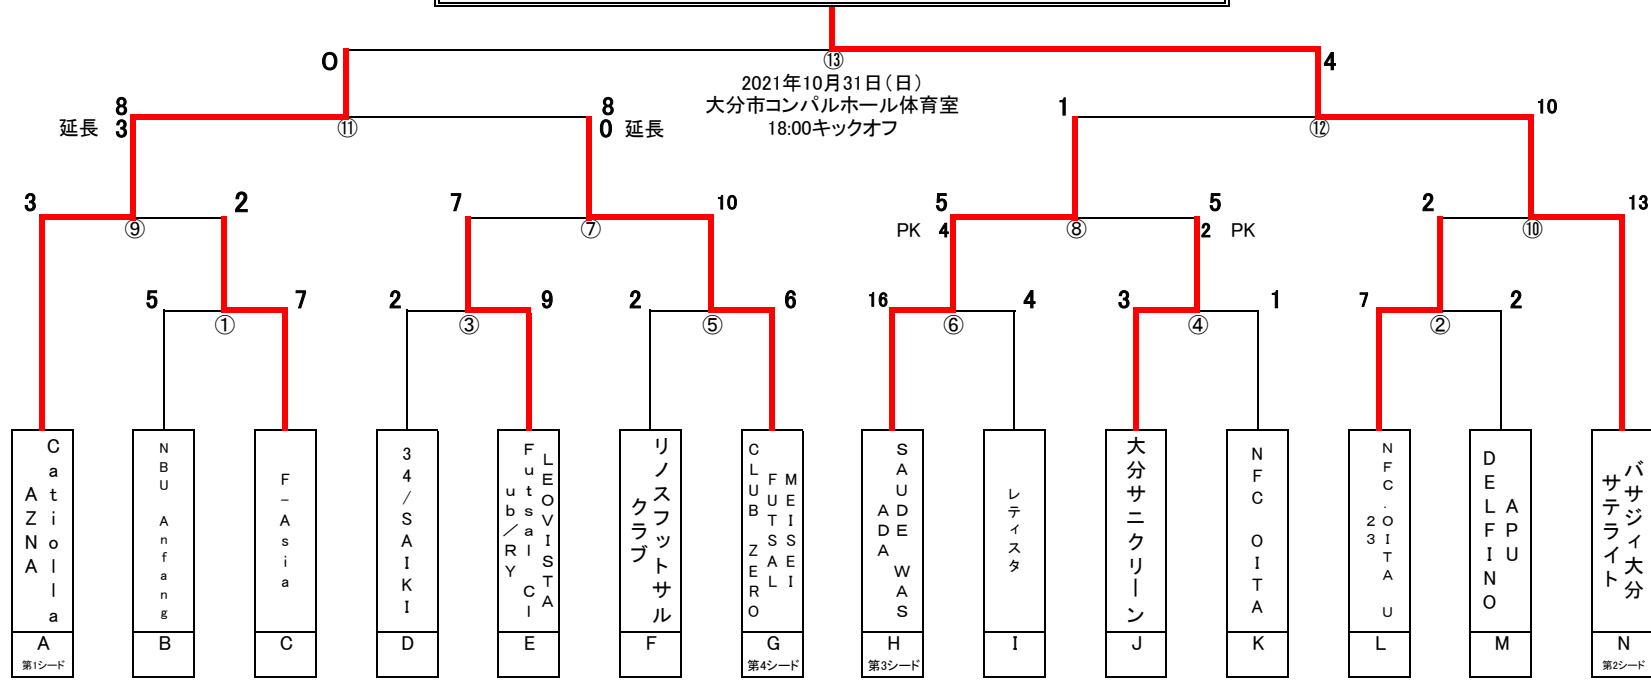 ⑬
0
4
2021年10月31日(日)
大分市コンパルホール体育室
18:00キックオフ
8
8
1
10
延長 3
0 延長
⑪
⑫
3
2
7
10
5
5
2
13
PK 4
2 PK
⑨
⑦
⑧
⑩
5
7
2
9
2
6
16
4
3
1
7
2
①
③
⑤
⑥
④
②
Catiolla
AZNA
NBU Anfang
F-Asia
34/SAIKI
LEOVISTA
Futsal Cl
ub/RY
リノスフットサル
クラブ
MEISEI
FUTSAL
CLUB ZERO
SAUDE WAS
ADA
レティスタ
大分サニクリーン
NFC OITA
NFC.OITA U
23
APU
DELFINO
バサジィ大分
サテライト
A
B
C
D
E
F
G
H
I
J
K
L
M
N
第1シード
第4シード
第3シード
第2シード